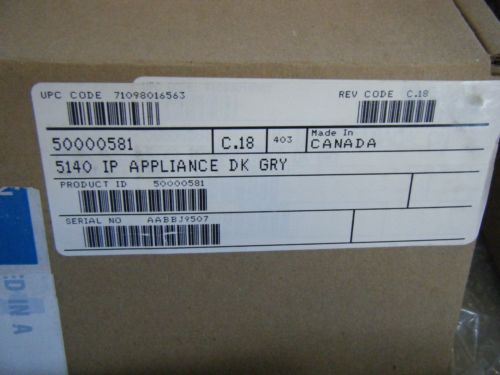 UPC CODE 71098016563
REV CODE C.18
50000581
C.18
403
Made In
CANADA
5140 IP APPLIANCE DK GRY
PRODUCT ID 50000581
SERIAL NO AABBJ9507
D IN A